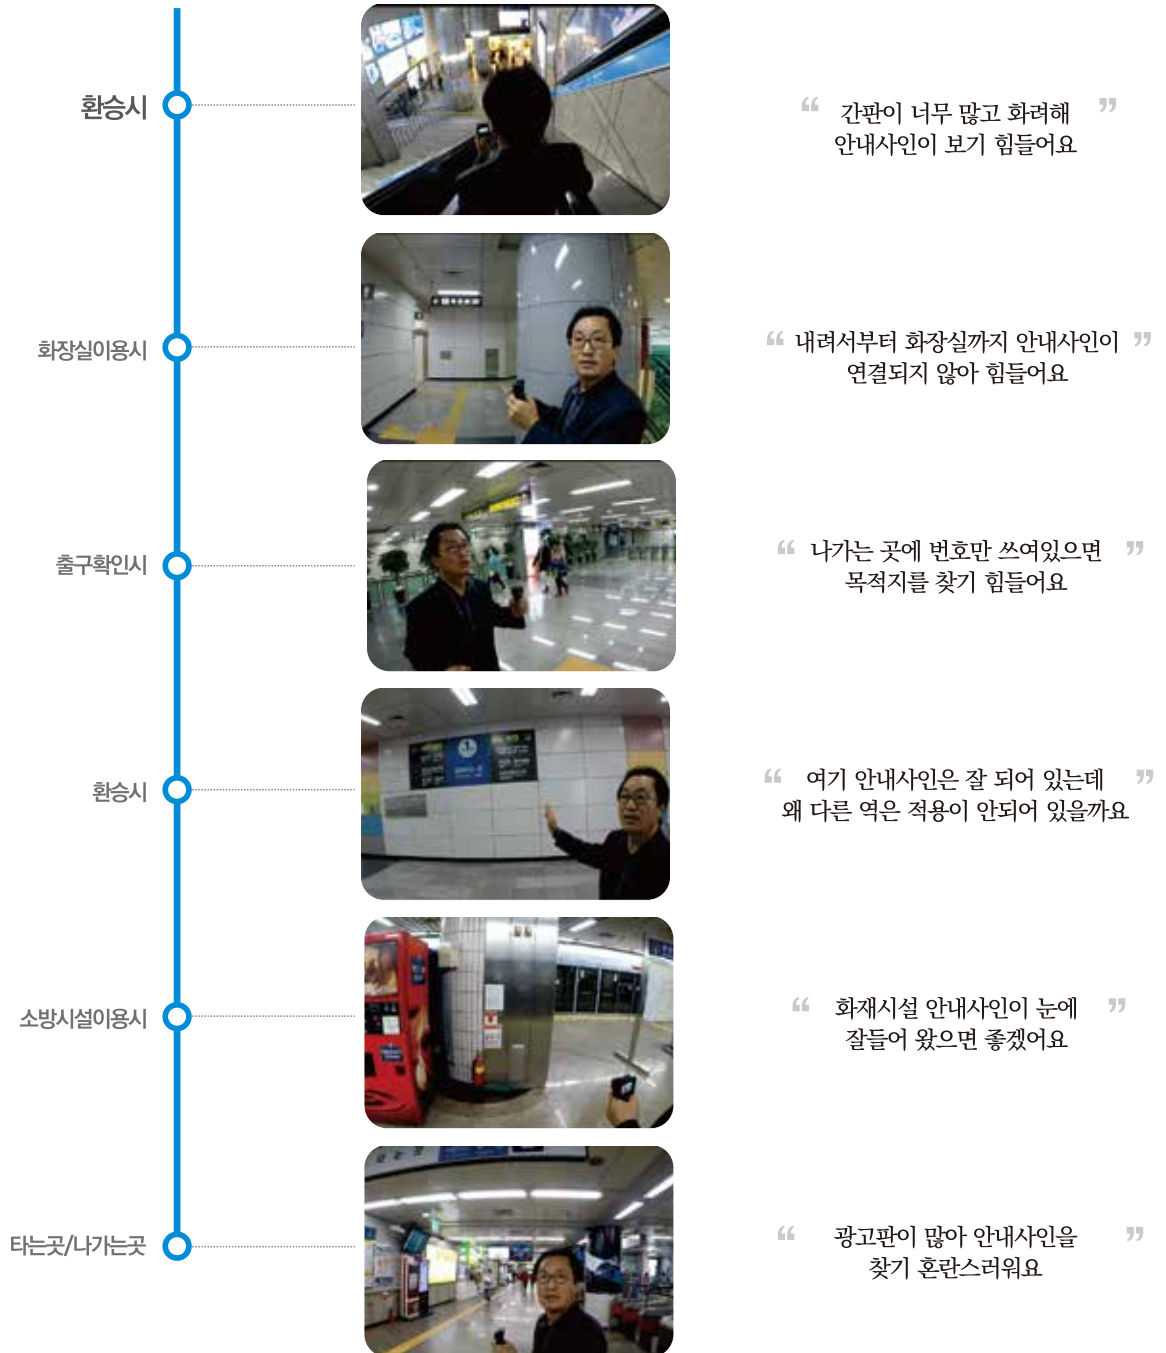 환승시
“ 간판이 너무 많고 화려해 ”
안내사인이 보기 힘들어요
화장실이용시
“ 내려서부터 화장실까지 안내사인이 ”
연결되지 않아 힘들어요
출구확인시
“ 나가는 곳에 번호만 쓰여있으면 ”
목적지를 찾기 힘들어요
환승시
“ 여기 안내사인은 잘 되어 있는데 ”
왜 다른 역은 적용이 안되어 있을까요
소방시설이용시
“ 화재시설 안내사인이 눈에 ”
잘들어 왔으면 좋겠어요
타는곳/나가는곳
“ 광고판이 많아 안내사인을 ”
찾기 혼란스러워요